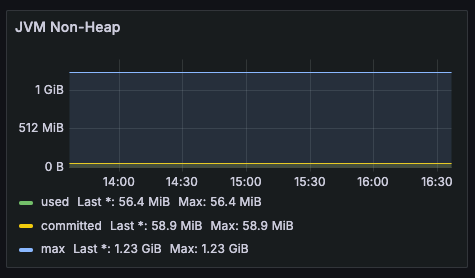 JVM Non-Heap
1 GiB
512 MiB
0 B
14:00 14:30 15:00 15:30 16:00 16:30
used Last *: 56.4 MiB Max: 56.4 MiB
committed Last *: 58.9 MiB Max: 58.9 MiB
max Last *: 1.23 GiB Max: 1.23 GiB